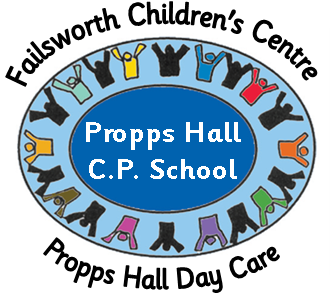 Failsworth Children's Centre
Propps Hall
C.P. School
Propps Hall Day Care